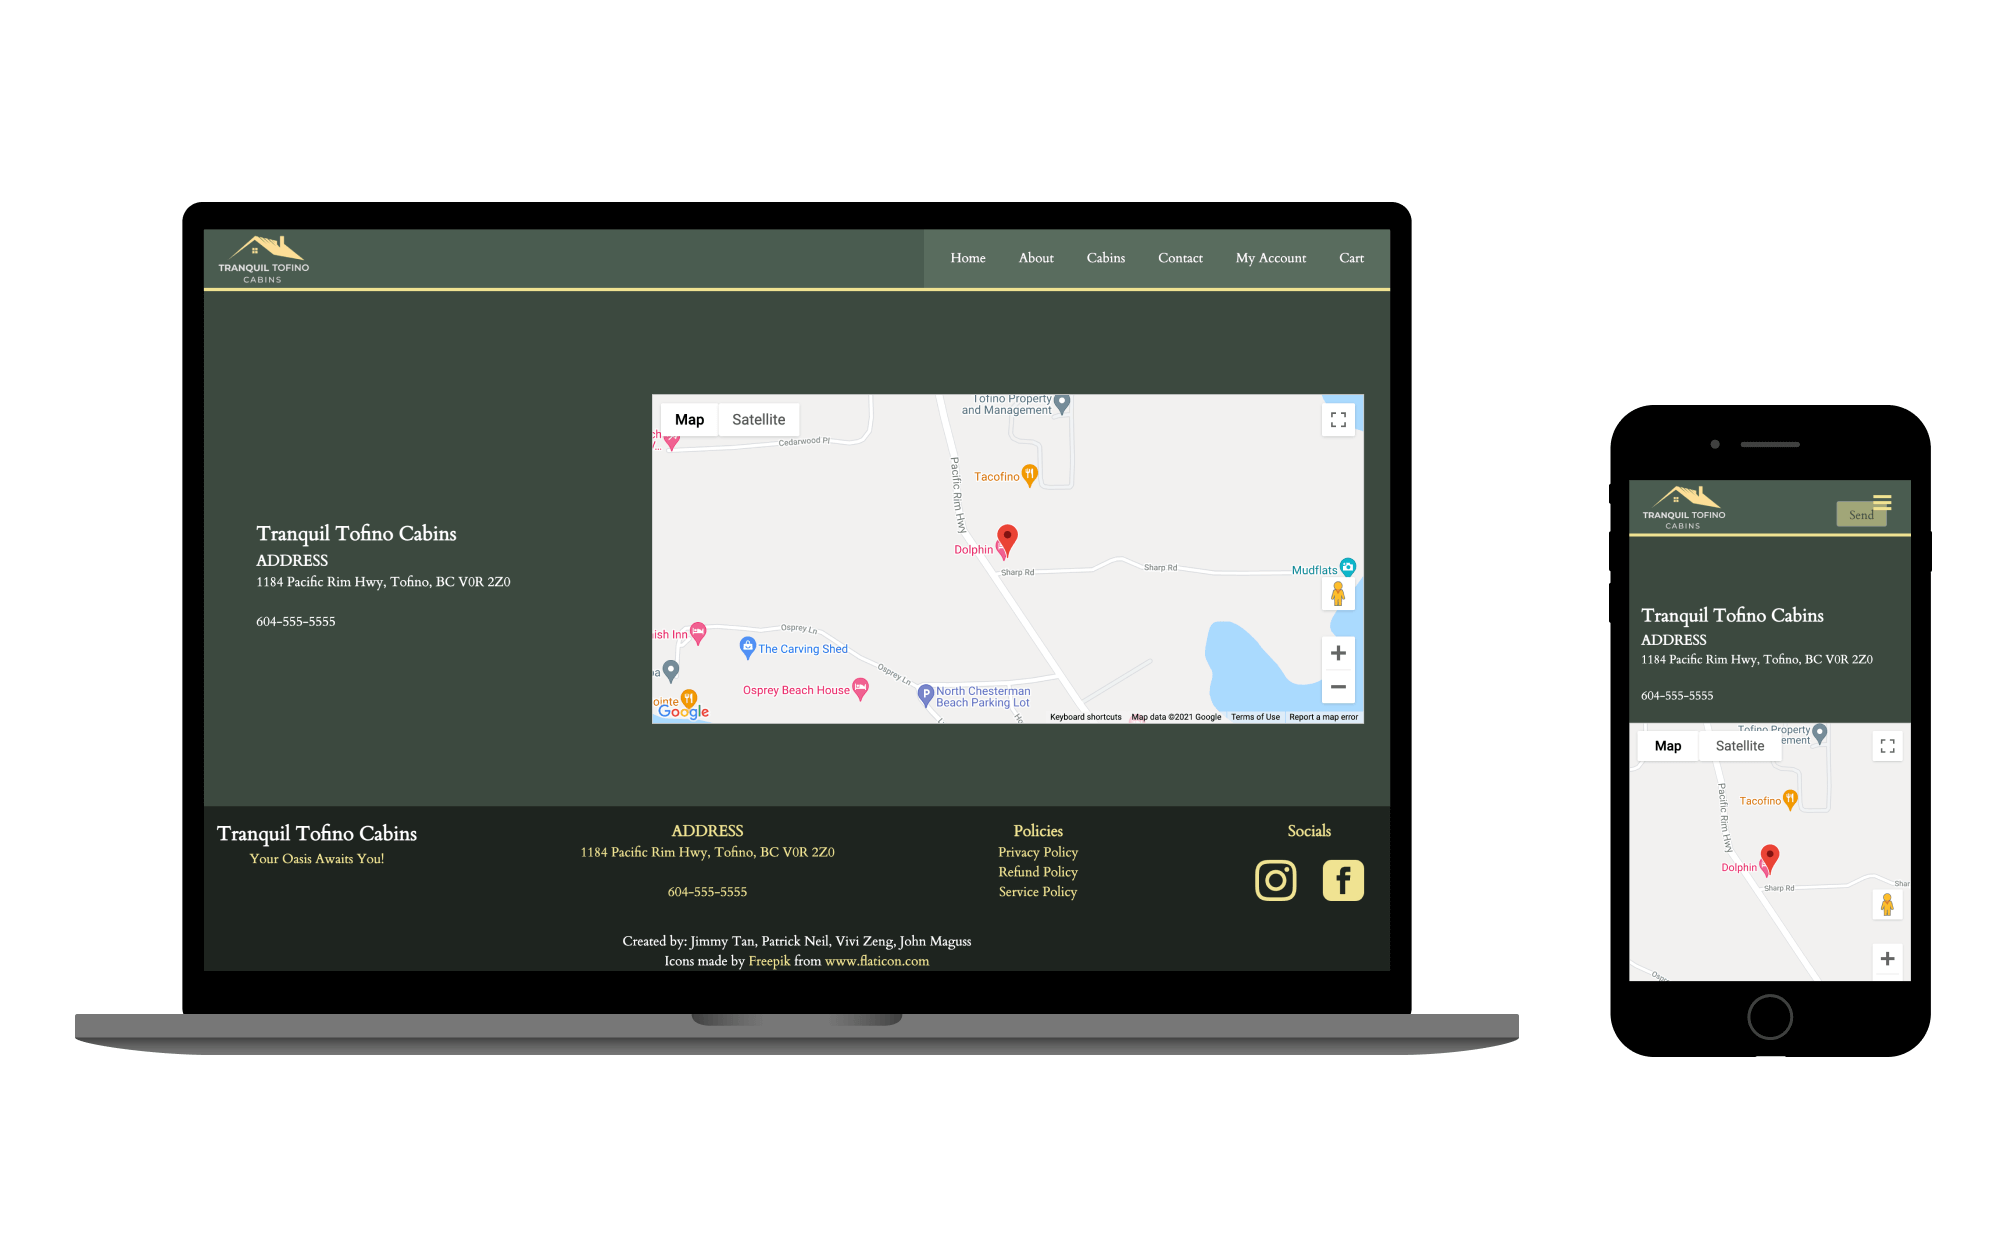 TRANQUIL TOFINO
CABINS
Home About Cabins Contact My Account Cart
Tranquil Tofino Cabins
ADDRESS
1184 Pacific Rim Hwy, Tofino, BC V0R 2Z0
604-555-5555
Map Satellite
Tofino Property
and Management
Cedarwood Pl
Pacific Rim Hwy
Tacofino
Dolphin
Sharp Rd
Sharp Rd
Mudflats
Osprey Ln
ish Inn
The Carving Shed
Osprey Ln
Osprey Beach House
North Chesterman
Beach Parking Lot
P
ointe
Google
Keyboard shortcuts Map data ©2021 Google Terms of Use Report a map error
Tranquil Tofino Cabins
Your Oasis Awaits You!
ADDRESS
1184 Pacific Rim Hwy, Tofino, BC V0R 2Z0
604-555-5555
Policies
Privacy Policy
Refund Policy
Service Policy
Socials
Created by: Jimmy Tan, Patrick Neil, Vivi Zeng, John Maguss
Icons made by Freepik from www.flaticon.com
TRANQUIL TOFINO
CABINS
Send
Tranquil Tofino Cabins
ADDRESS
1184 Pacific Rim Hwy, Tofino, BC V0R 2Z0
604-555-5555
Map Satellite
Tofino Property
ement
Pacific Rim Hwy
Tacofino
Dolphin
Sharp Rd
Shar